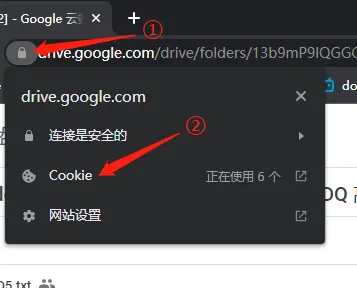 2] - Google 云
①
drive.google.com/drive/folders/13b9mP9IQGG
do
drive.google.com
连接是安全的
②
Cookie
正在使用 6 个
网站设置
DQ 高
05.txt